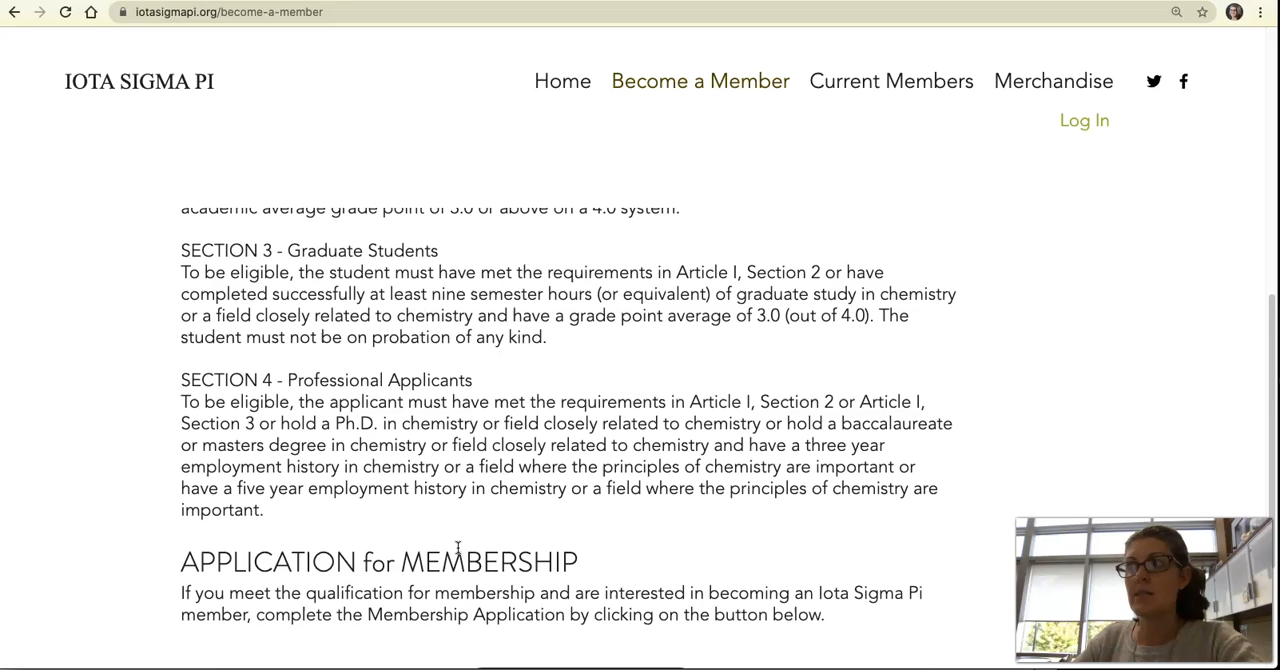 iotasigmapi.org/become-a-member
IOTA SIGMA PI
Home Become a Member Current Members Merchandise
Log In
academic average grade point of 3.0 or above on a 4.0 system.
SECTION 3 - Graduate Students
To be eligible, the student must have met the requirements in Article I, Section 2 or have
completed successfully at least nine semester hours (or equivalent) of graduate study in chemistry
or a field closely related to chemistry and have a grade point average of 3.0 (out of 4.0). The
student must not be on probation of any kind.
SECTION 4 - Professional Applicants
To be eligible, the applicant must have met the requirements in Article I, Section 2 or Article I,
Section 3 or hold a Ph.D. in chemistry or field closely related to chemistry or hold a baccalaureate
or masters degree in chemistry or field closely related to chemistry and have a three year
employment history in chemistry or a field where the principles of chemistry are important or
have a five year employment history in chemistry or a field where the principles of chemistry are
important.
APPLICATION for MEMBERSHIP
If you meet the qualification for membership and are interested in becoming an Iota Sigma Pi
member, complete the Membership Application by clicking on the button below.